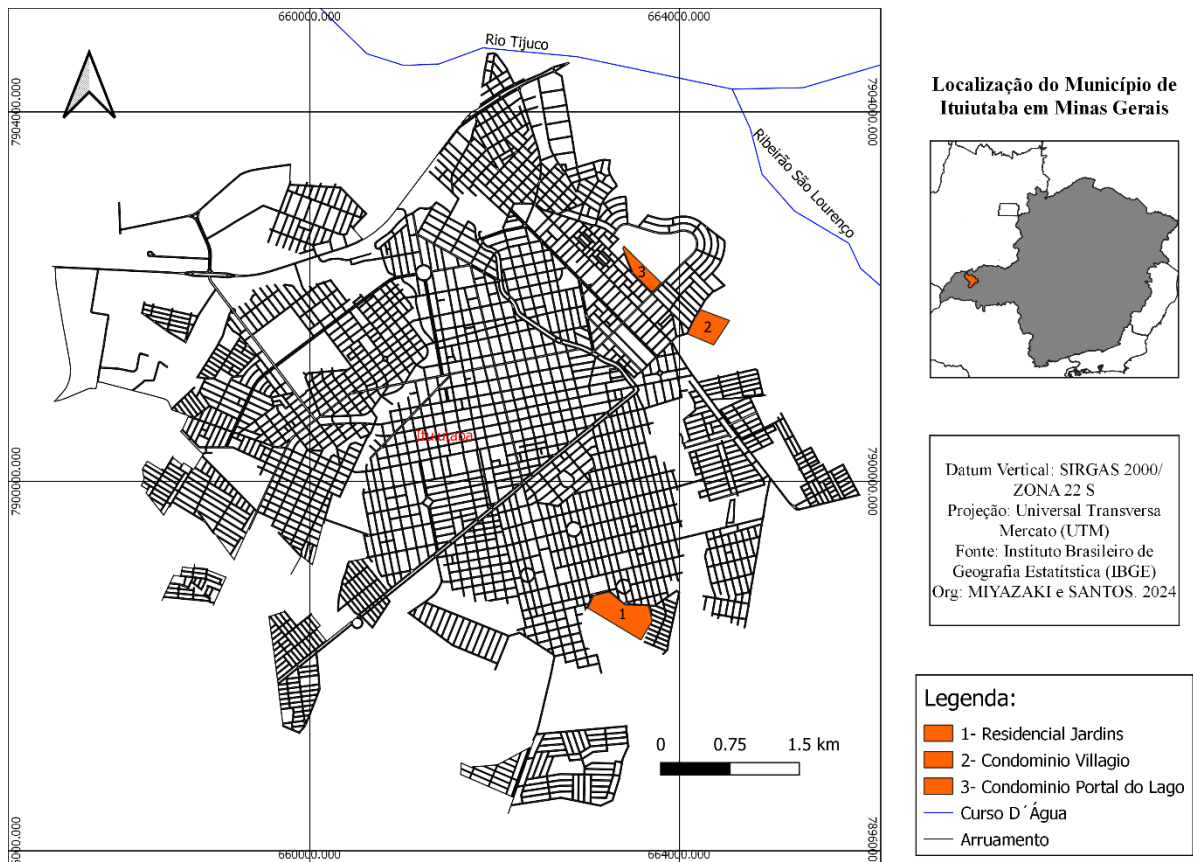 660000.000
664000.000
Rio Tijuco
7904000.000
7904000.000
Ribeirão São Lourenço
3
2
Ituiutaba
7900000.000
7900000.000
1
0 0.75 1.5 km
660000.000
664000.000
7896000.000
Localização do Município de
Ituiutaba em Minas Gerais
Datum Vertical: SIRGAS 2000/
ZONA 22 S
Projeção: Universal Transversa
Mercato (UTM)
Fonte: Instituto Brasileiro de
Geografia Estatítstica (IBGE)
Org: MIYAZAKI e SANTOS. 2024
Legenda:
1- Residencial Jardins
2- Condominio Villagio
3- Condominio Portal do Lago
Curso D´Água
Arruamento